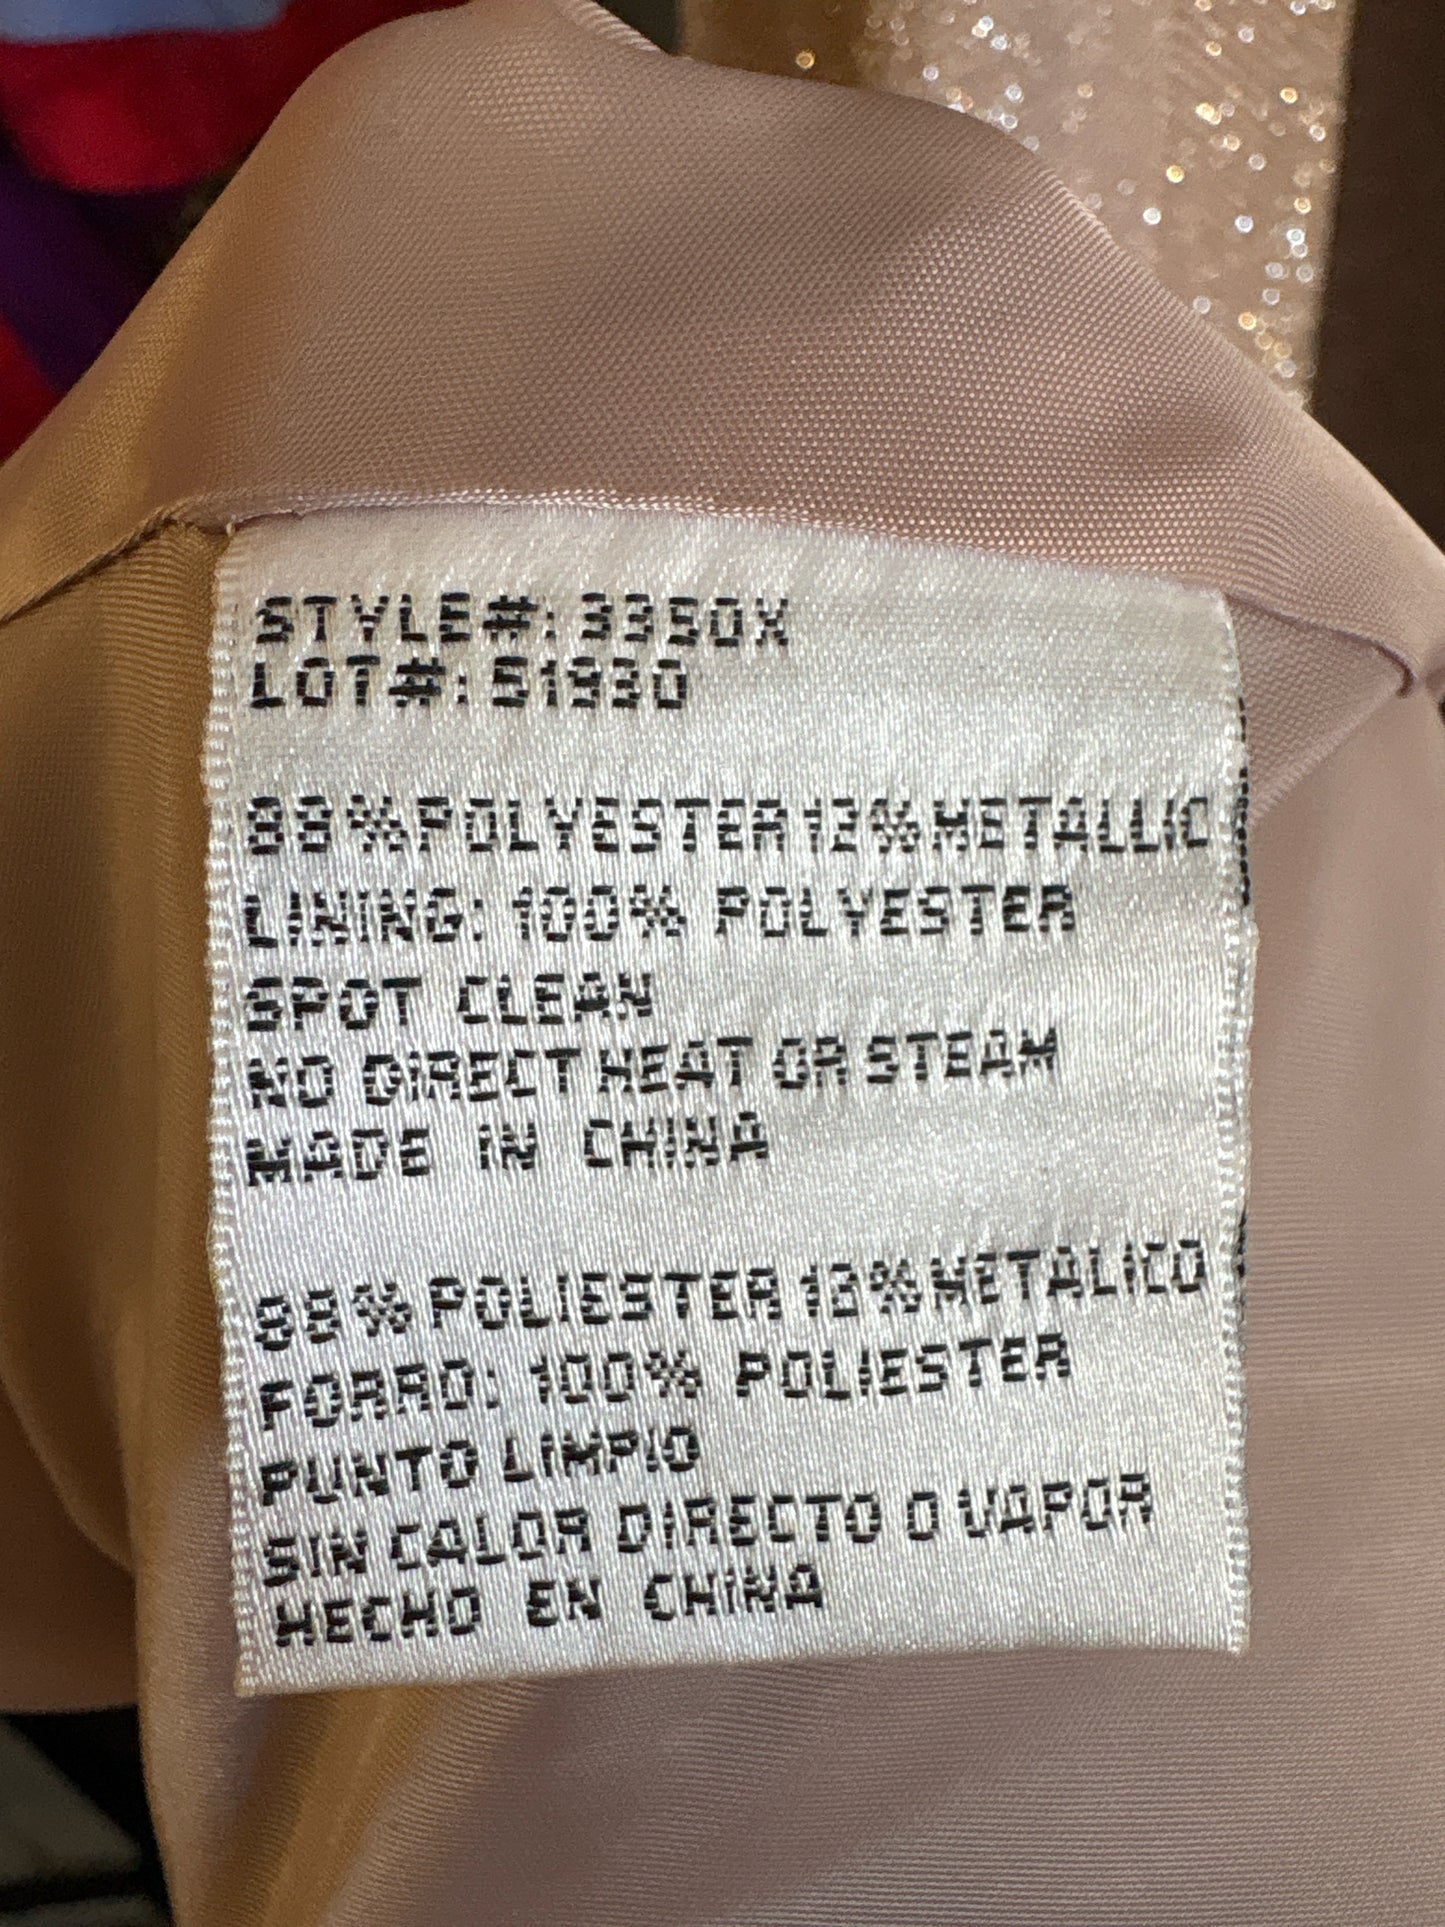 STYLE#: 3350X
LOT#: 51930
88%POLYESTER 12%METALLIC
LINING: 100% POLYESTER
SPOT CLEAN
NO DIRECT HEAT OR STEAM
MADE IN CHINA
88%POLIESTER 12%METALICO
FORRO: 100% POLIESTER
PUNTO LIMPIO
SIN CALOR DIRECTO O VAPOR
HECHO EN CHINA